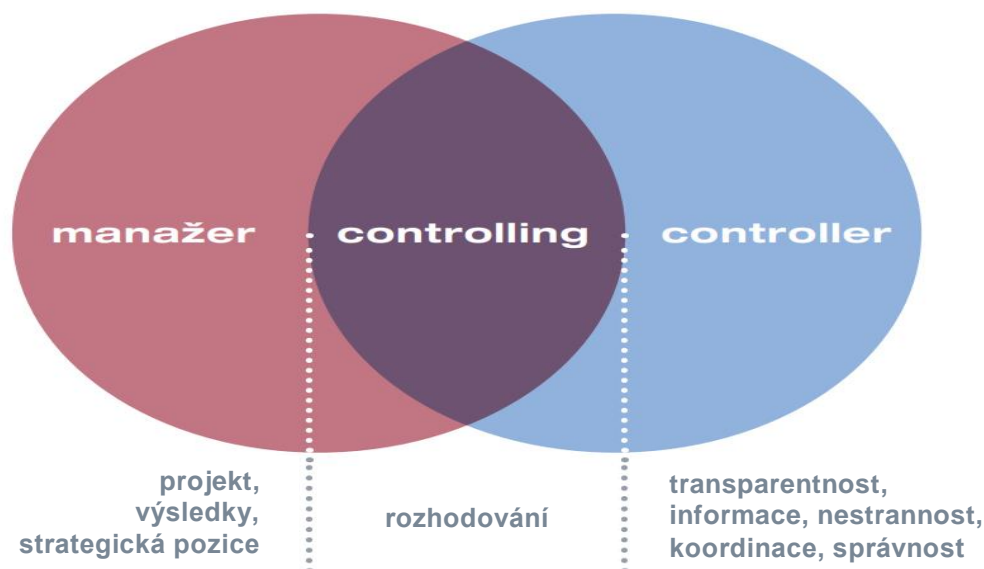 manažer
controlling
controller
projekt,
výsledky,
strategická pozice
rozhodování
transparentnost,
informace, nestrannost,
koordinace, správnost